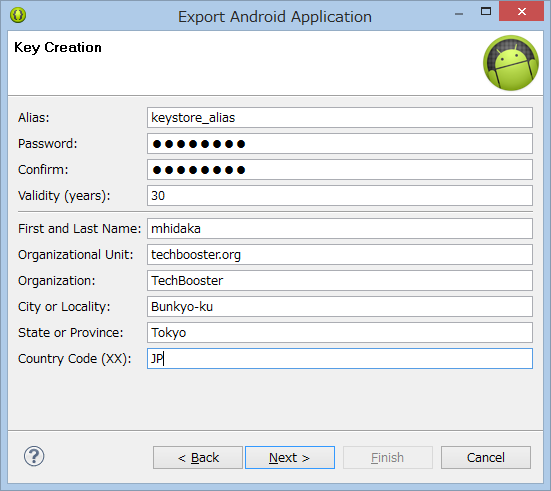 Export Android Application
Key Creation
Alias: keystore_alias
Password: ●●●●●●●●
Confirm: ●●●●●●●●
Validity (years): 30
First and Last Name: mhidaka
Organizational Unit: techbooster.org
Organization: TechBooster
City or Locality: Bunkyo-ku
State or Province: Tokyo
Country Code (XX): JP
? < Back Next > Finish Cancel